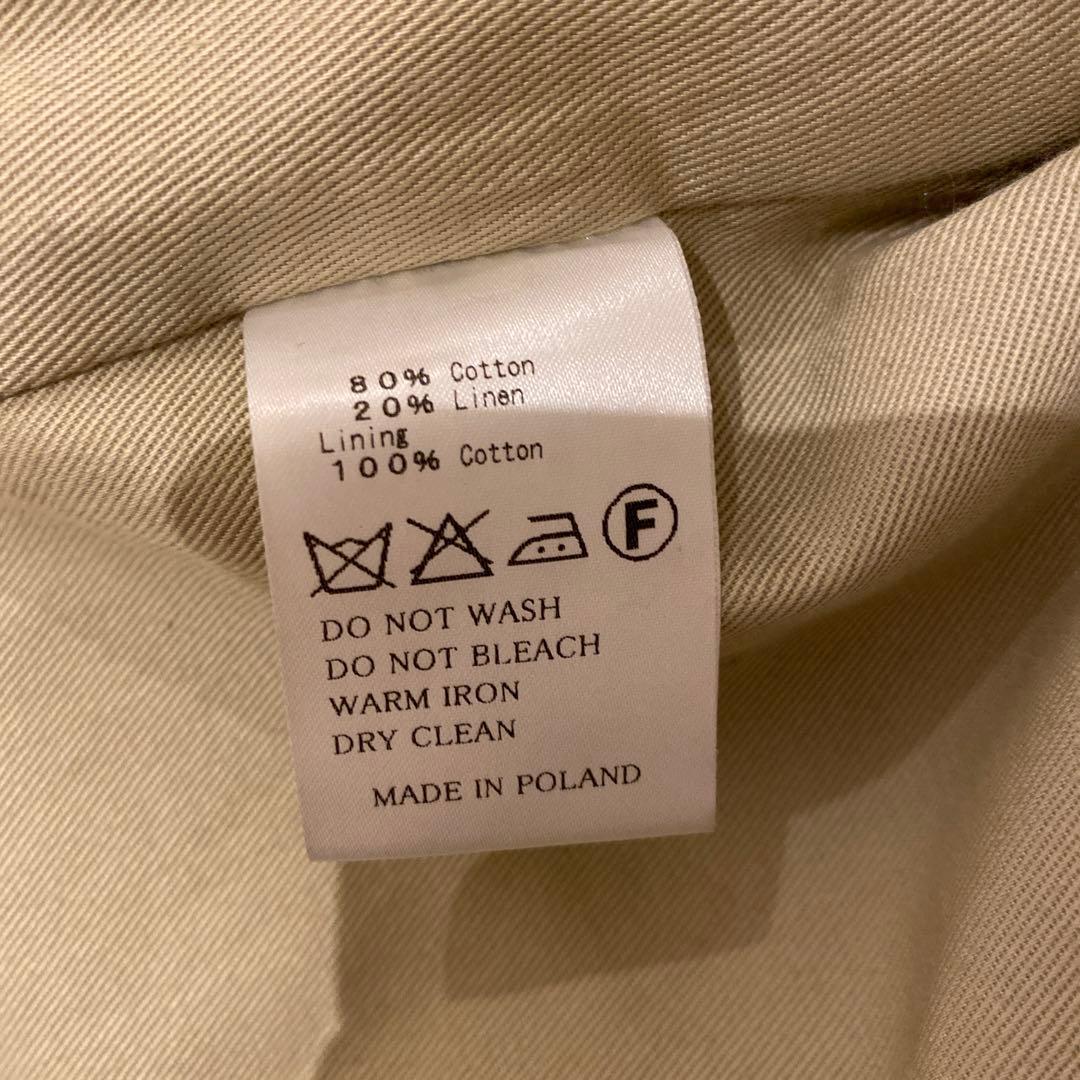 80% Cotton
20% Linen
Lining
100% Cotton
F
DO NOT WASH
DO NOT BLEACH
WARM IRON
DRY CLEAN
MADE IN POLAND